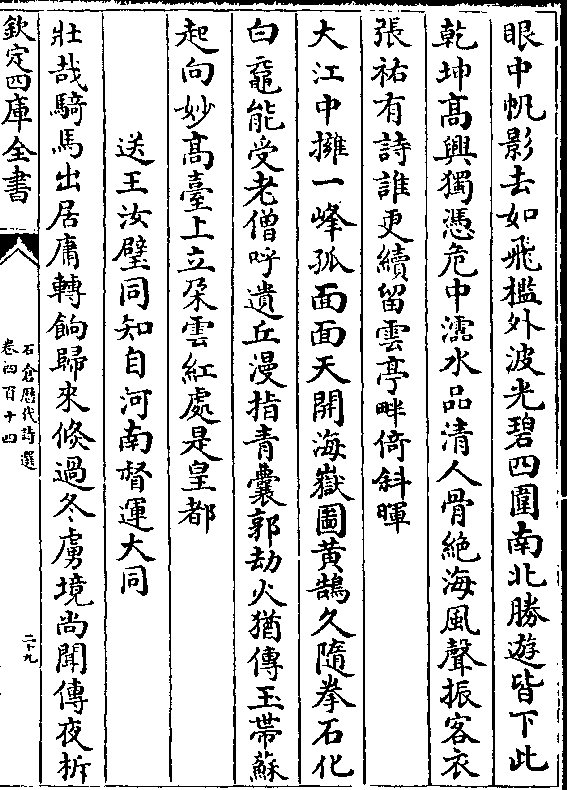 眼中帆影去如飛檻外波光碧四圍南北勝遊皆下此
乾坤髙興獨憑危中濡水品清人骨絶海風聲振客衣
張祐有詩誰更續留雲亭畔倚斜暉
大江中擁一峰孤面面天開海嶽圖黄鵠久隨拳石化
白黿能受老僧呼遺丘漫指青囊郭劫火猶傳玉帶蘇
起向妙髙臺上立朶雲紅處是皇都
送王汝璧同知自河南督運大同
壯哉騎馬出居庸轉餉歸來倐過冬虜境尚聞傳夜柝
欽定四庫全書
石倉厯代詩選
卷四百十四
二十九